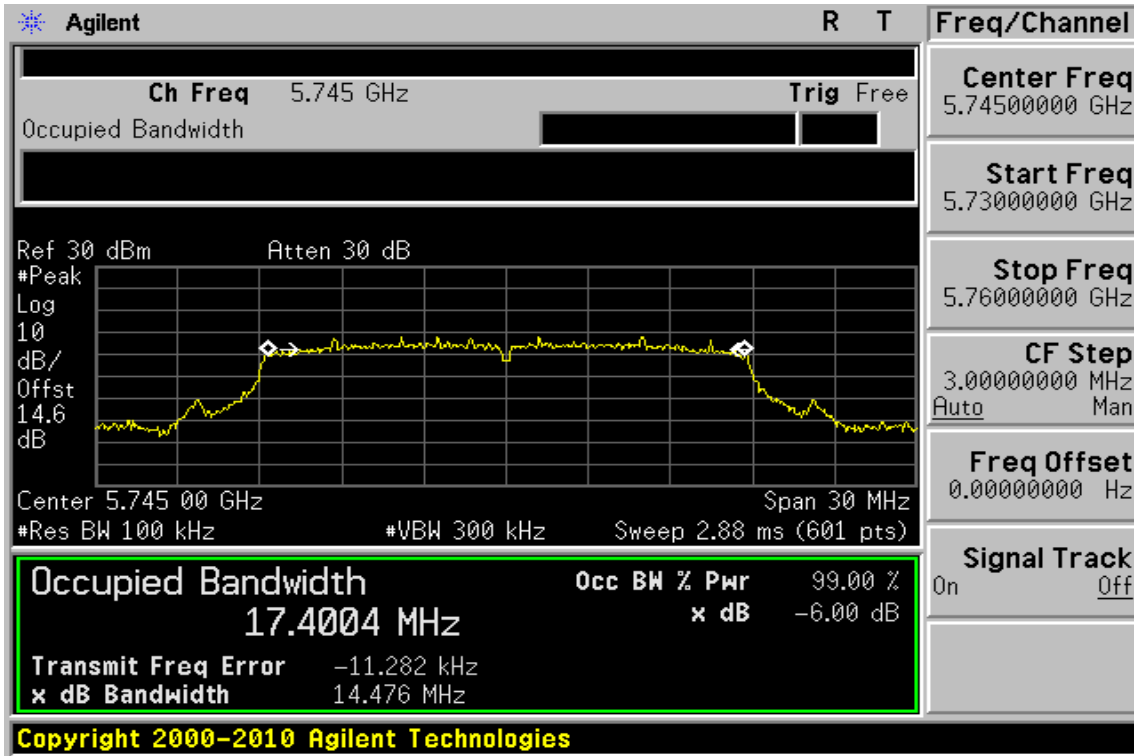 Agilent R T
Ch Freq 5.745 GHz Trig Free
Occupied Bandwidth
Ref 30 dBm Atten 30 dB
#Peak
Log
10
dB/
Offst
14.6
dB
Center 5.745 00 GHz Span 30 MHz
#Res BW 100 kHz #VBW 300 kHz Sweep 2.88 ms (601 pts)
Occupied Bandwidth
17.4004 MHz
Occ BW % Pwr 99.00 %
x dB -6.00 dB
Transmit Freq Error -11.282 kHz
x dB Bandwidth 14.476 MHz
Copyright 2000-2010 Agilent Technologies
Freq/Channel
Center Freq
5.74500000 GHz
Start Freq
5.73000000 GHz
Stop Freq
5.76000000 GHz
CF Step
3.00000000 MHz
Auto Man
Freq Offset
0.00000000 Hz
Signal Track
On Off